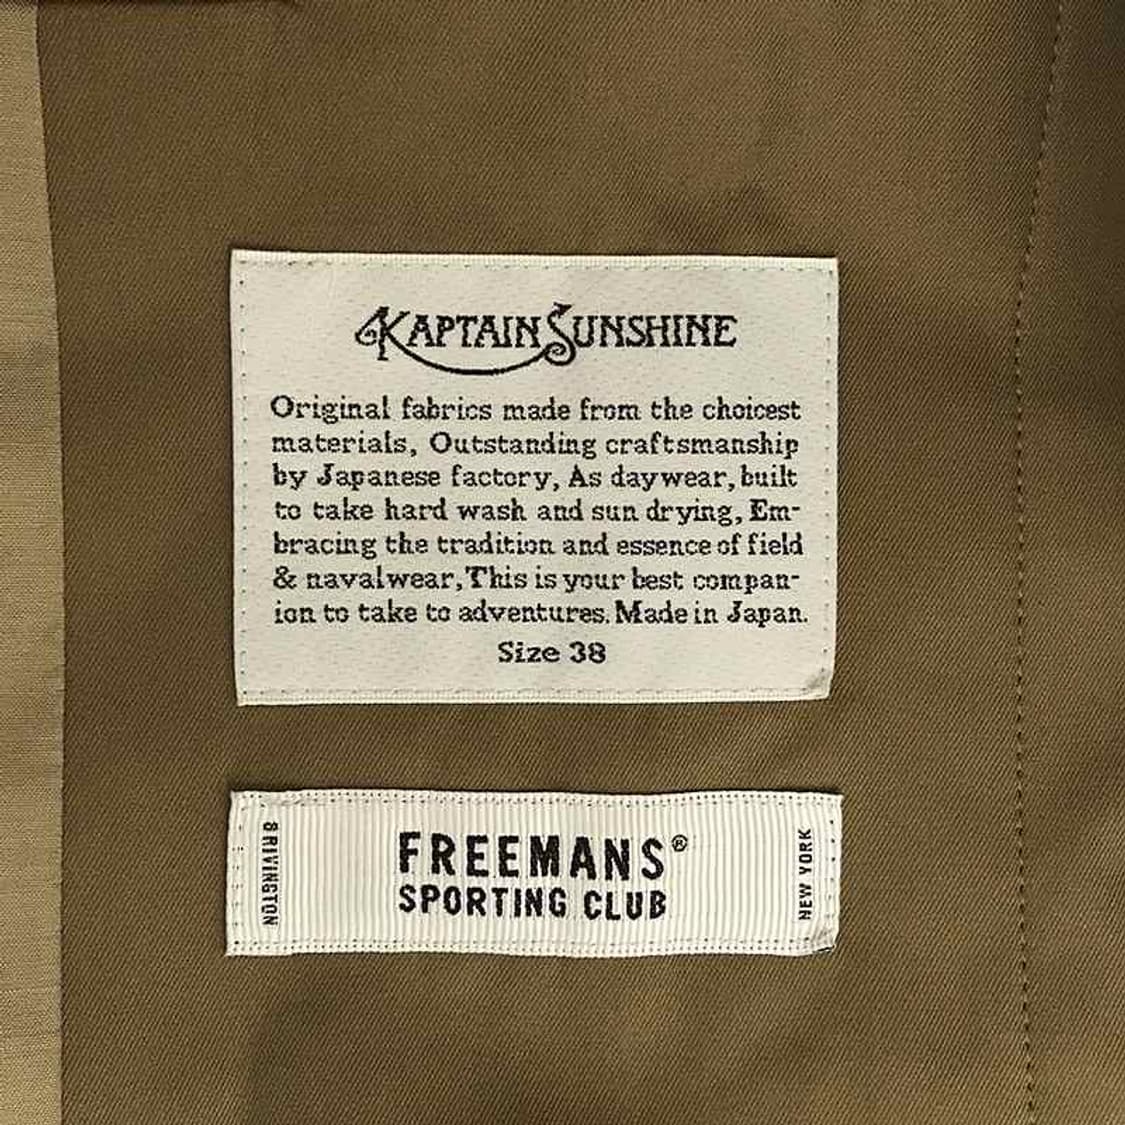 KAPTAIN SUNSHINE
Original fabrics made from the choicest
materials, Outstanding craftsmanship
by Japanese factory, As daywear, built
to take hard wash and sun drying, Em-
bracing the tradition and essence of field
& navalwear, This is your best compan-
ion to take to adventures. Made in Japan.
Size 38
8 RIVINGTON
FREEMANS®
SPORTING CLUB
NEW YORK